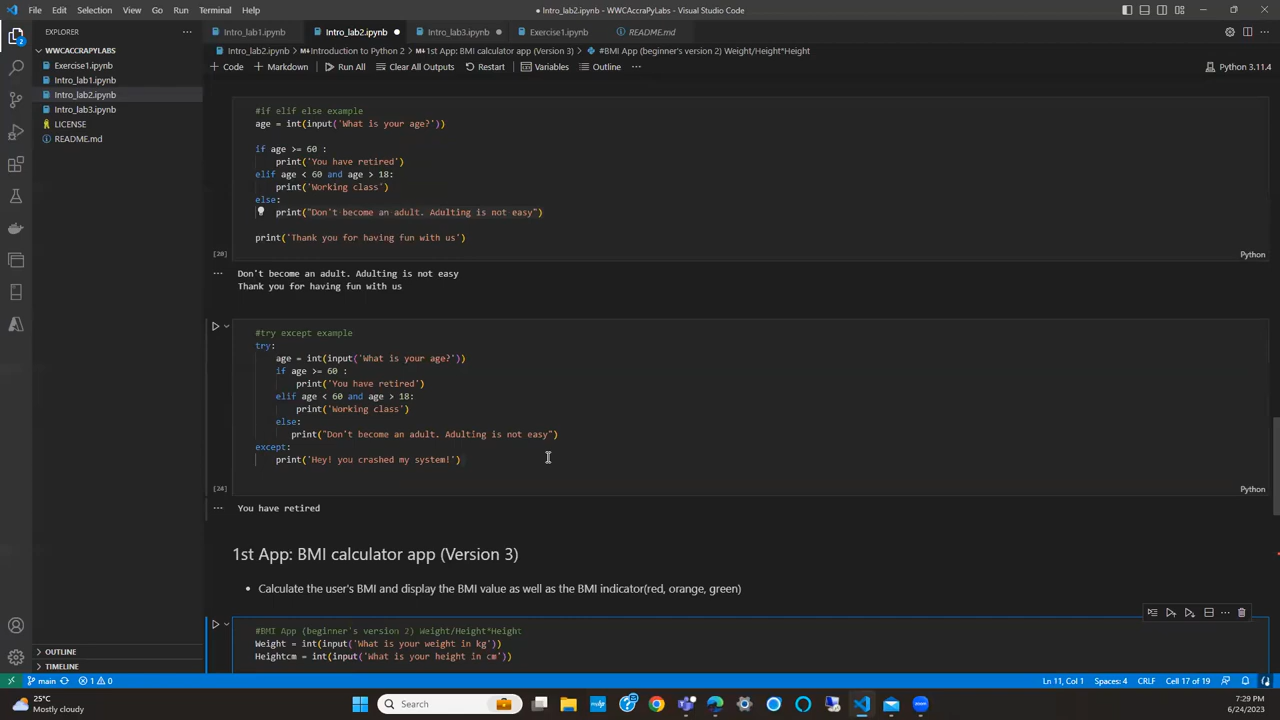 File Edit Selection View Go Run Terminal Help
● Intro_lab2.ipynb - Visual Studio Code
EXPLORER ···
Intro_lab1.ipynb Intro_lab2.ipynb ● Intro_lab3.ipynb ● Exercise1.ipynb README.md
WWCACCRAPYLABS
Intro_lab2.ipynb > Introduction to Python 2 > 1st App: BMI calculator app (Version 3) > #BMI App (beginner's version 2) Weight/Height*Height
Exercise1.ipynb
Intro_lab1.ipynb
Intro_lab2.ipynb
Intro_lab3.ipynb
LICENSE
README.md
+ Code + Markdown Run All Clear All Outputs Restart Variables Outline ··· Python 3.11.4
#if elif else example
age = int(input('What is your age?'))
if age >= 60 :
print('You have retired')
elif age < 60 and age > 18:
print('Working class')
else:
print("Don't become an adult. Adulting is not easy")
print('Thank you for having fun with us')
[20] Python
··· Don't become an adult. Adulting is not easy
Thank you for having fun with us
#try except example
try:
age = int(input('What is your age?'))
if age >= 60 :
print('You have retired')
elif age < 60 and age > 18:
print('Working class')
else:
print("Don't become an adult. Adulting is not easy")
except:
print('Hey! you crashed my system!')
[24] Python
··· You have retired
1st App: BMI calculator app (Version 3)
• Calculate the user's BMI and display the BMI value as well as the BMI indicator(red, orange, green)
#BMI App (beginner's version 2) Weight/Height*Height
Weight = int(input('What is your weight in kg'))
Heightcm = int(input('What is your height in cm'))
OUTLINE
TIMELINE
main 1 0 Ln 11, Col 1 Spaces: 4 CRLF Cell 17 of 19
25°C
Mostly cloudy
Search
7:29 PM
6/24/2023